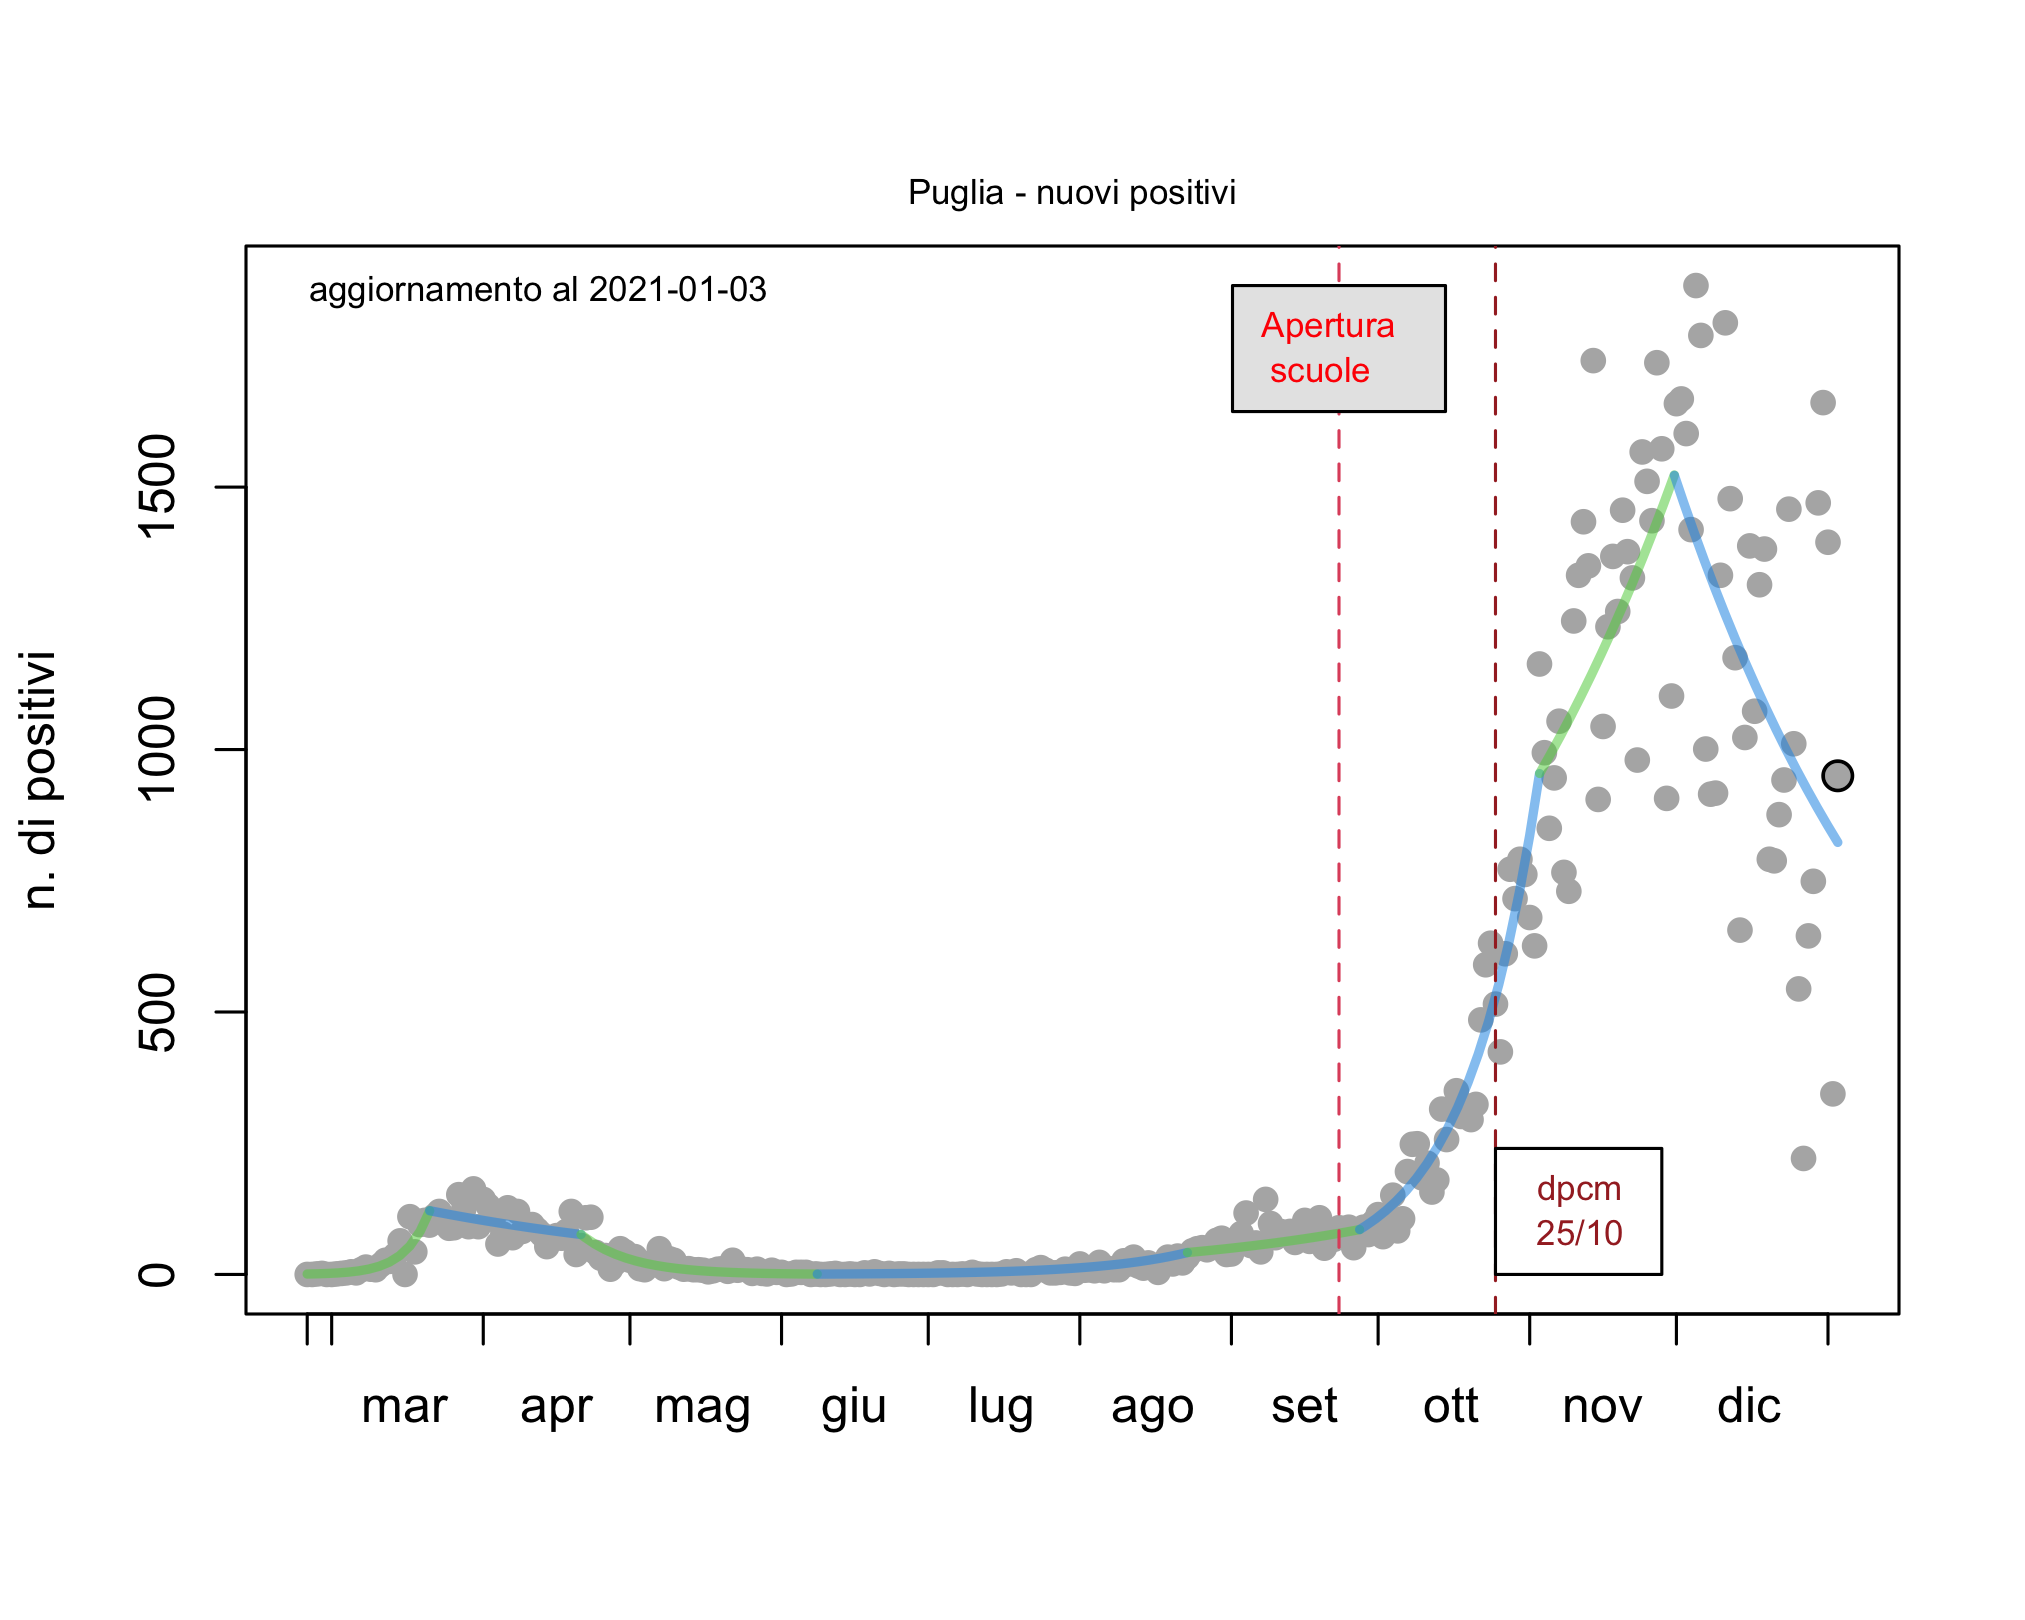 Puglia - nuovi positivi
aggiornamento al 2021-01-03
Apertura
scuole
dpcm
25/10
n. di positivi
1500
1000
500
0
mar apr mag giu lug ago set ott nov dic